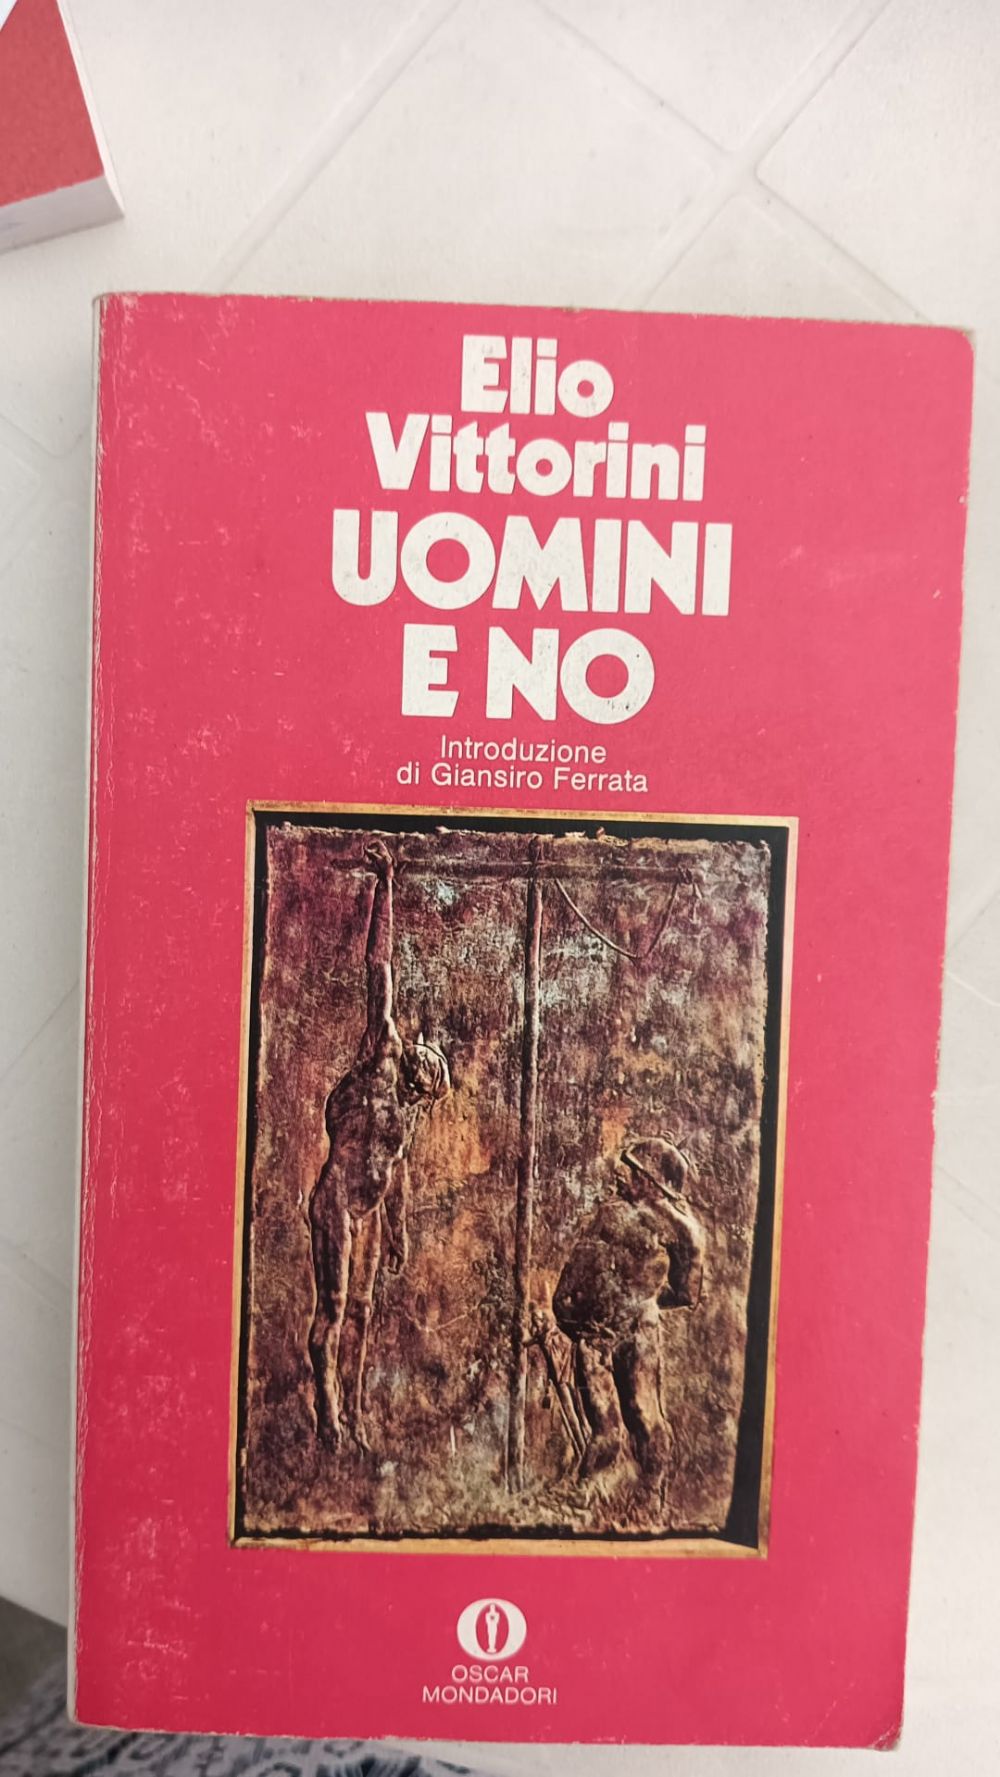 Elio
Vittorini
UOMINI
E NO
Introduzione
di Giansiro Ferrata
OSCAR
MONDADORI